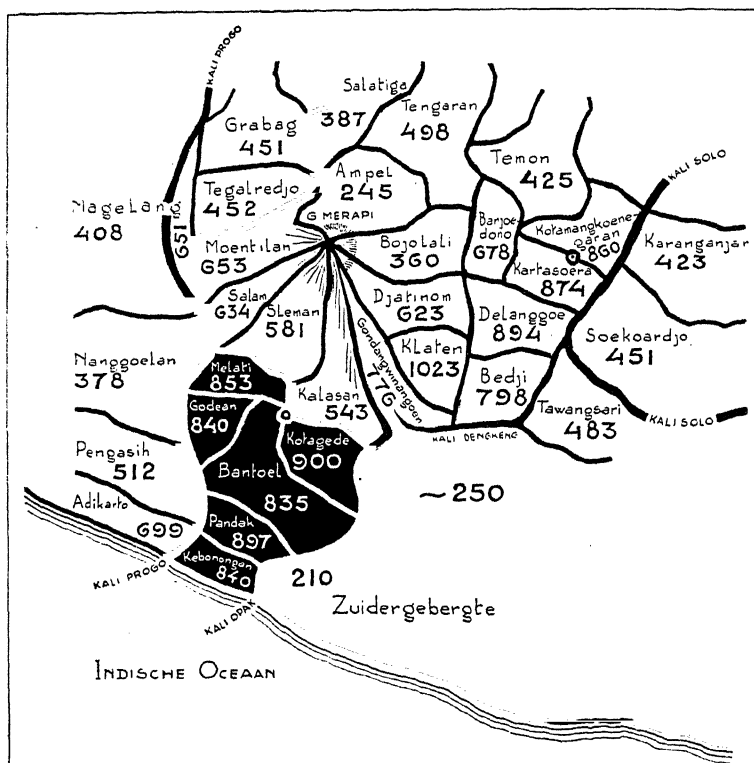 KALI PROGO
Salatiga
387
Tengaran
498
Grabag
451
Temon
425
KALI SOLO
Ampel
245
Tegalredjo
452
Magelang
408
651
G MERAPI
Moentilan
653
Bojolali
360
Banjoe-
dono
678
Kotamangkoene-
garan
860
Karanganjar
423
Kartasoera
874
Salam
634
Sleman
581
Djatinom
623
Delanggoe
894
Soekoardjo
451
Klaten
1023
Gondangwinangoen
776
Bedji
798
Nanggoelan
378
Melati
853
Kalasan
543
Godean
840
Kotagede
900
Tawangsari
483
KALI SOLO
KALI DENGKENG
Pengasih
512
Bantoel
835
~250
Adikarto
699
Pandak
897
Kebonongan
840
210
KALI PROGO
KALI OPAK
Zuidergebergte
INDISCHE OCEAAN